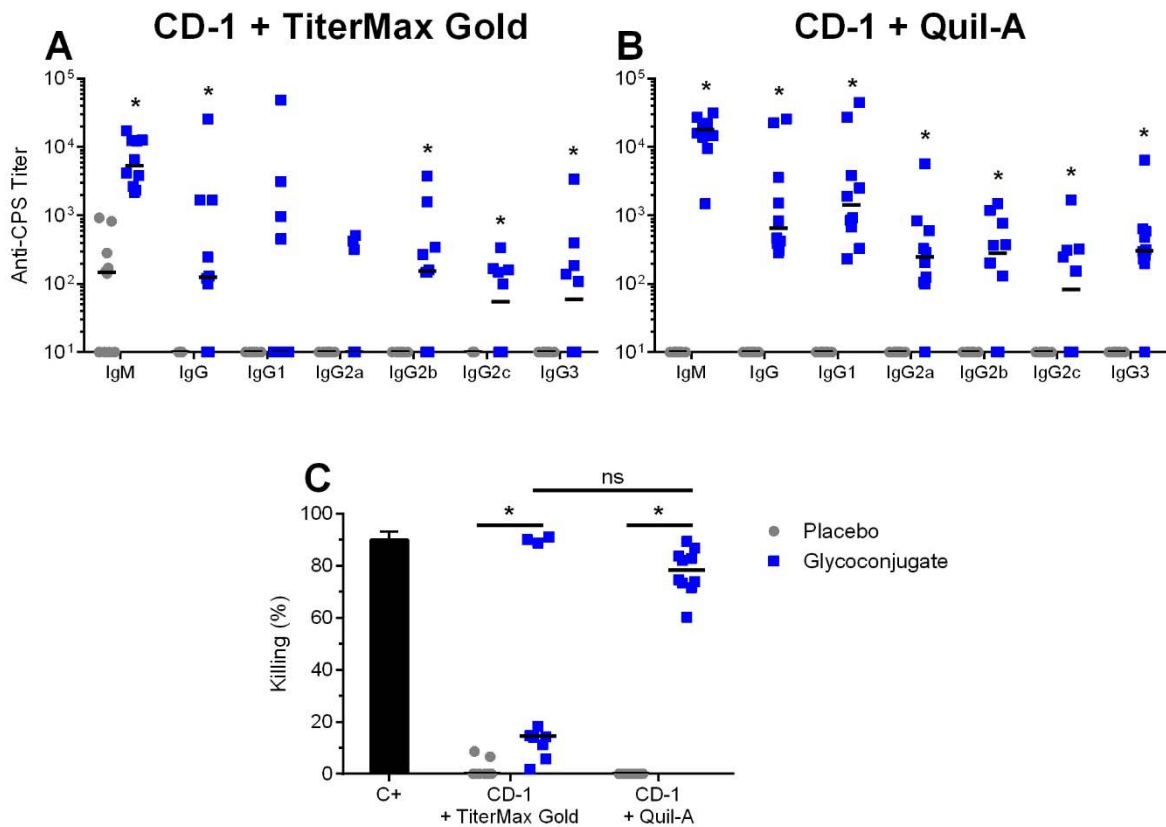 CD-1 + TiterMax Gold
A
Anti-CPS Titer
10⁵
10⁴
10³
10²
10¹
* * * * *
IgM IgG IgG1 IgG2a IgG2b IgG2c IgG3
CD-1 + Quil-A
B
10⁵
10⁴
10³
10²
10¹
* * * * * * *
IgM IgG IgG1 IgG2a IgG2b IgG2c IgG3
C
Killing (%)
100
80
60
40
20
0
ns
* *
C+ CD-1 CD-1
+ TiterMax Gold + Quil-A
Placebo
Glycoconjugate